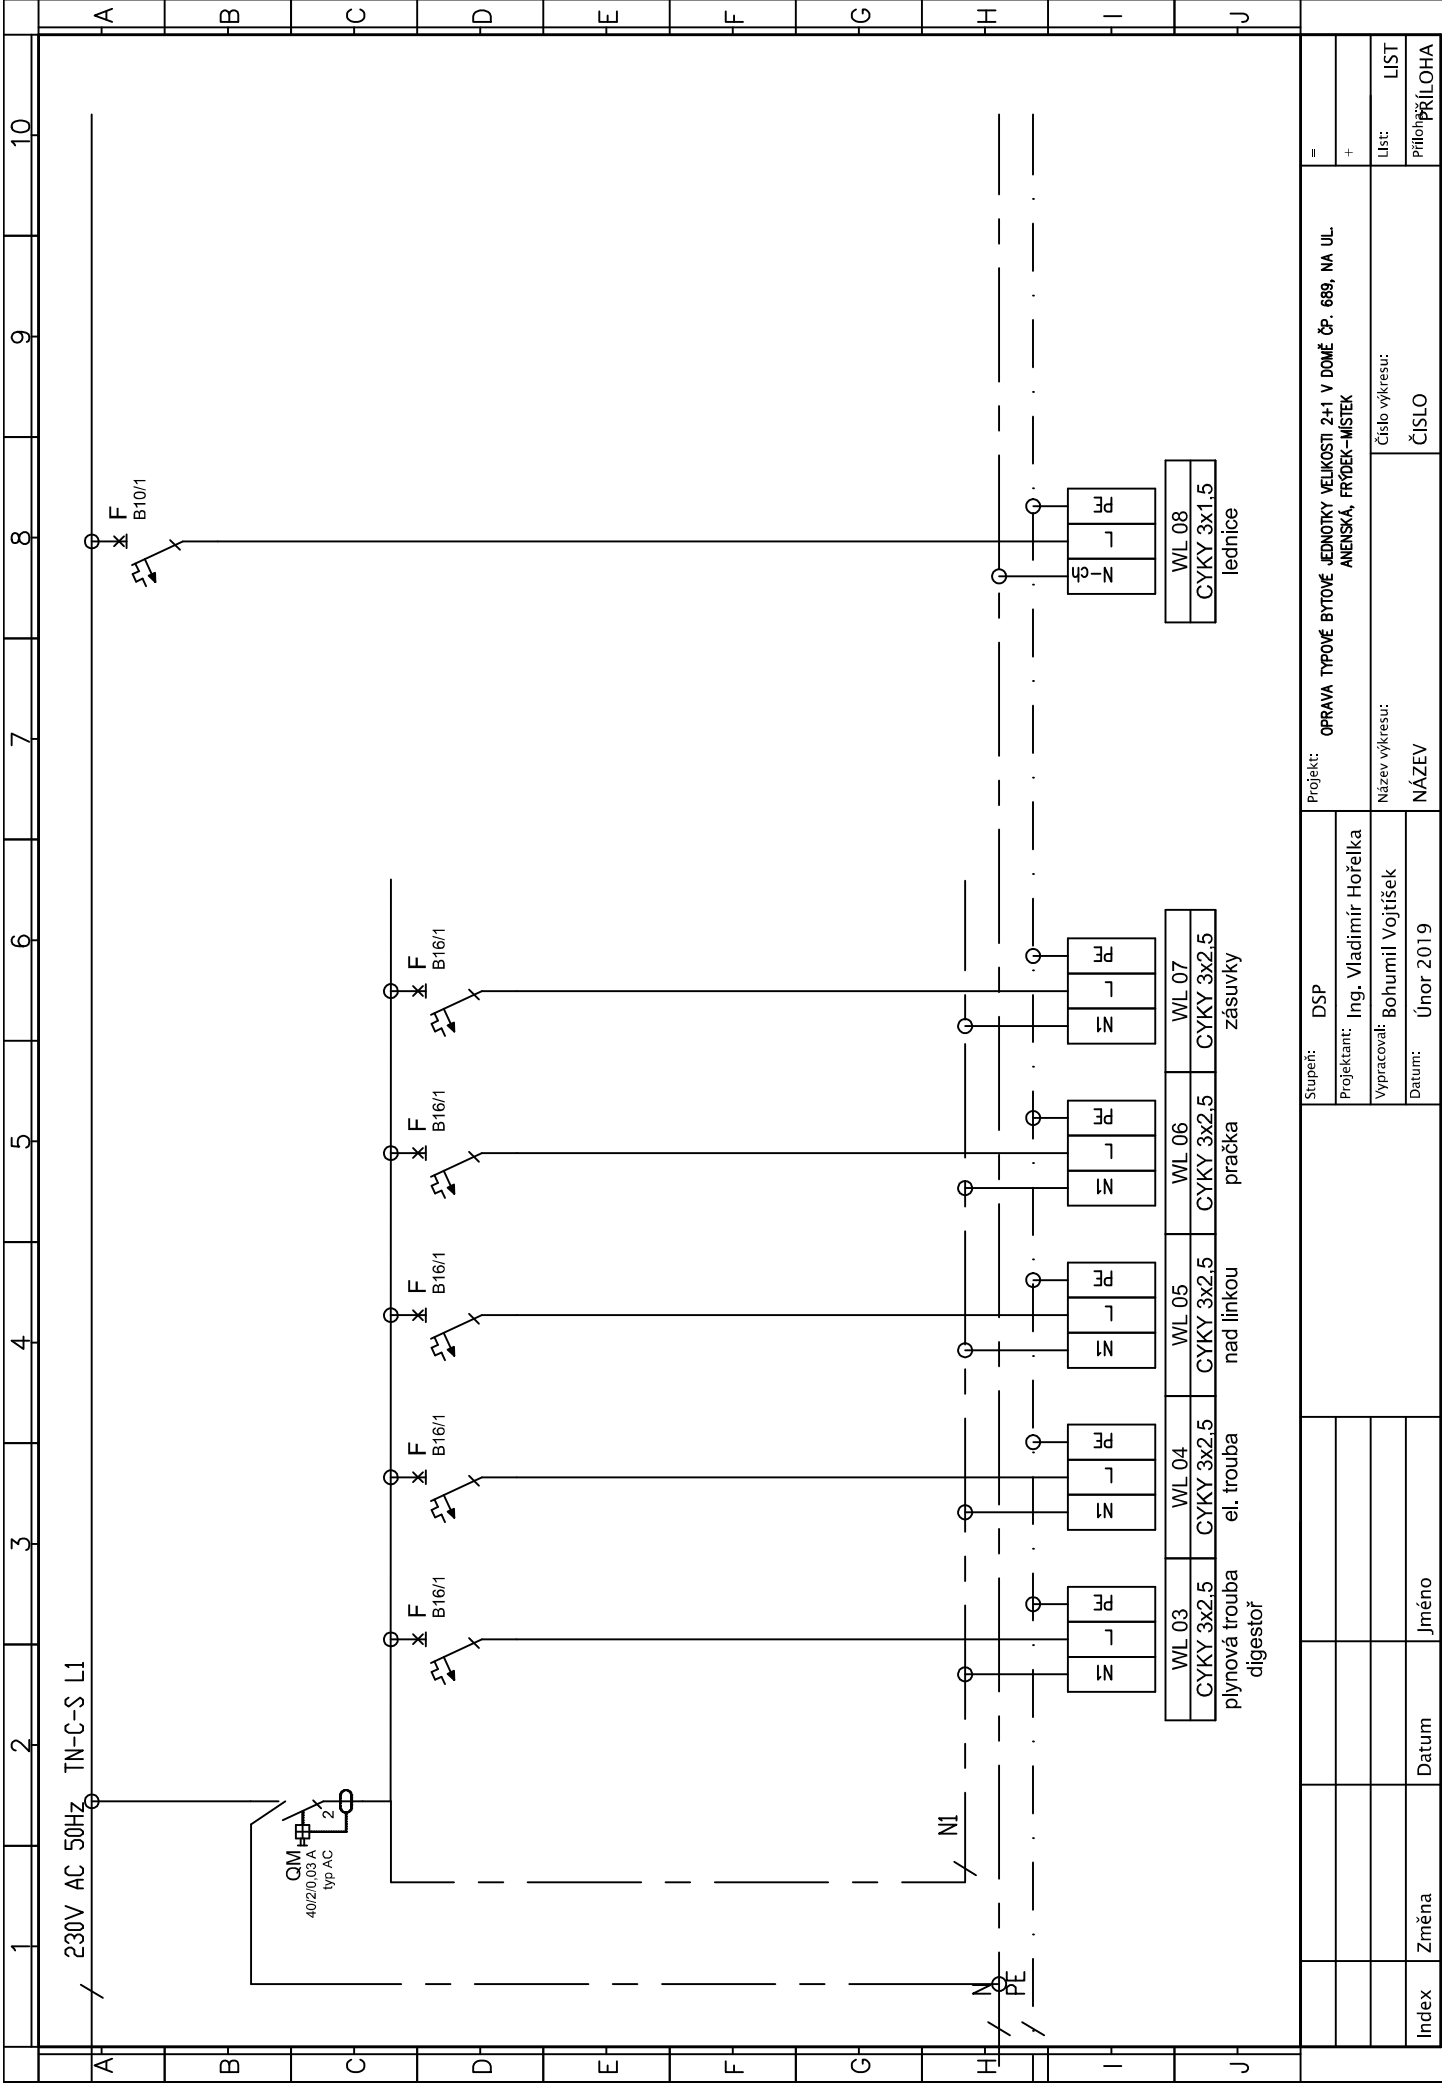 1 2 3 4 5 6 7 8 9 10
A A
B B
C C
D D
E E
F F
G G
H H
I I
J J
230V AC 50Hz TN-C-S L1
QM
40/2/0,03 A
typ AC
2
F
B16/1
F
B16/1
F
B16/1
F
B16/1
F
B16/1
F
B10/1
N1
N
PE
N1 L PE
N1 L PE
N1 L PE
N1 L PE
N1 L PE
N-ch L PE
WL 03
CYKY 3x2,5
plynová trouba
digestoř
WL 04
CYKY 3x2,5
el. trouba
WL 05
CYKY 3x2,5
nad linkou
WL 06
CYKY 3x2,5
pračka
WL 07
CYKY 3x2,5
zásuvky
WL 08
CYKY 3x1,5
lednice
Index Změna Datum Jméno
Stupeň: DSP
Projektant: Ing. Vladimír Hořelka
Vypracoval: Bohumil Vojtíšek
Datum: Únor 2019
Projekt: OPRAVA TYPOVÉ BYTOVÉ JEDNOTKY VELIKOSTI 2+1 V DOMĚ ČP. 689, NA UL.
ANENSKÁ, FRÝDEK-MÍSTEK
Název výkresu:
NÁZEV
Číslo výkresu:
ČISLO
=
+
List: LIST
PŘÍLOHA